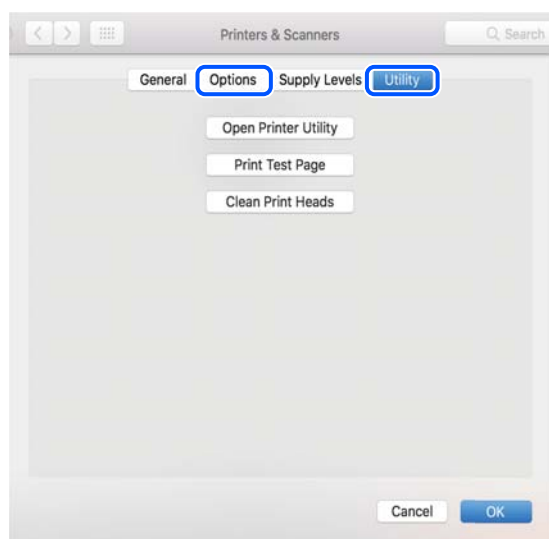 Printers & Scanners Search
General Options Supply Levels Utility
Open Printer Utility
Print Test Page
Clean Print Heads
Cancel OK